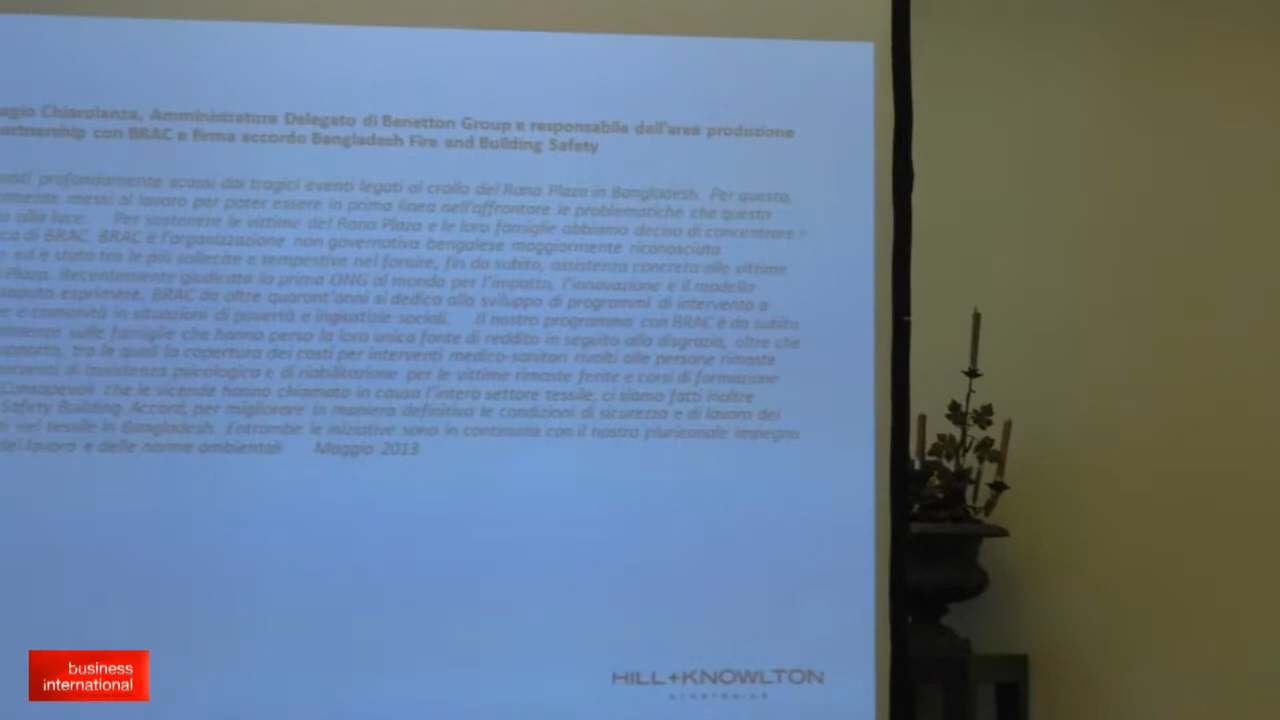 Chiarolanza, Amministratore Delegato di Benetton Group e responsabile dell'area produzione
artnership con BRAC e firma accordo Bangladesh Fire and Building Safety
profondamente scossi dai tragici eventi legati al crollo del Rana Plaza in Bangladesh. Per questo,
messi al lavoro per poter essere in prima linea nell'affrontare le problematiche che questa
alla luce. Per sostenere le vittime del Rana Plaza e le loro famiglie abbiamo deciso di concentrare
di BRAC. BRAC è l'organizzazione non governativa bengalese maggiormente riconosciuta
ed è stata tra le più sollecite e tempestive nel fornire, fin da subito, assistenza concreta alle vittime
Plaza. Recentemente giudicata la prima ONG al mondo per l'impatto, l'innovazione e il modello
esprimere, BRAC da oltre quarant'anni si dedica allo sviluppo di programmi di intervento a
e comunità in situazioni di povertà e ingiustizie sociali. Il nostro programma con BRAC è da subito
sulle famiglie che hanno perso la loro unica fonte di reddito in seguito alla disgrazia, oltre che
tra le quali la copertura dei costi per interventi medico-sanitari rivolti alle persone rimaste
di assistenza psicologica e di riabilitazione per le vittime rimaste ferite e corsi di formazione
Consapevoli che le vicende hanno chiamato in causa l'intero settore tessile, ci siamo fatti inoltre
Safety Building Accord, per migliorare in maniera definitiva le condizioni di sicurezza e di lavoro dei
nel tessile in Bangladesh. Entrambe le iniziative sono in continuità con il nostro pluriennale impegno
del lavoro e delle norme ambientali Maggio 2013
HILL+KNOWLTON
STRATEGIES
business
international